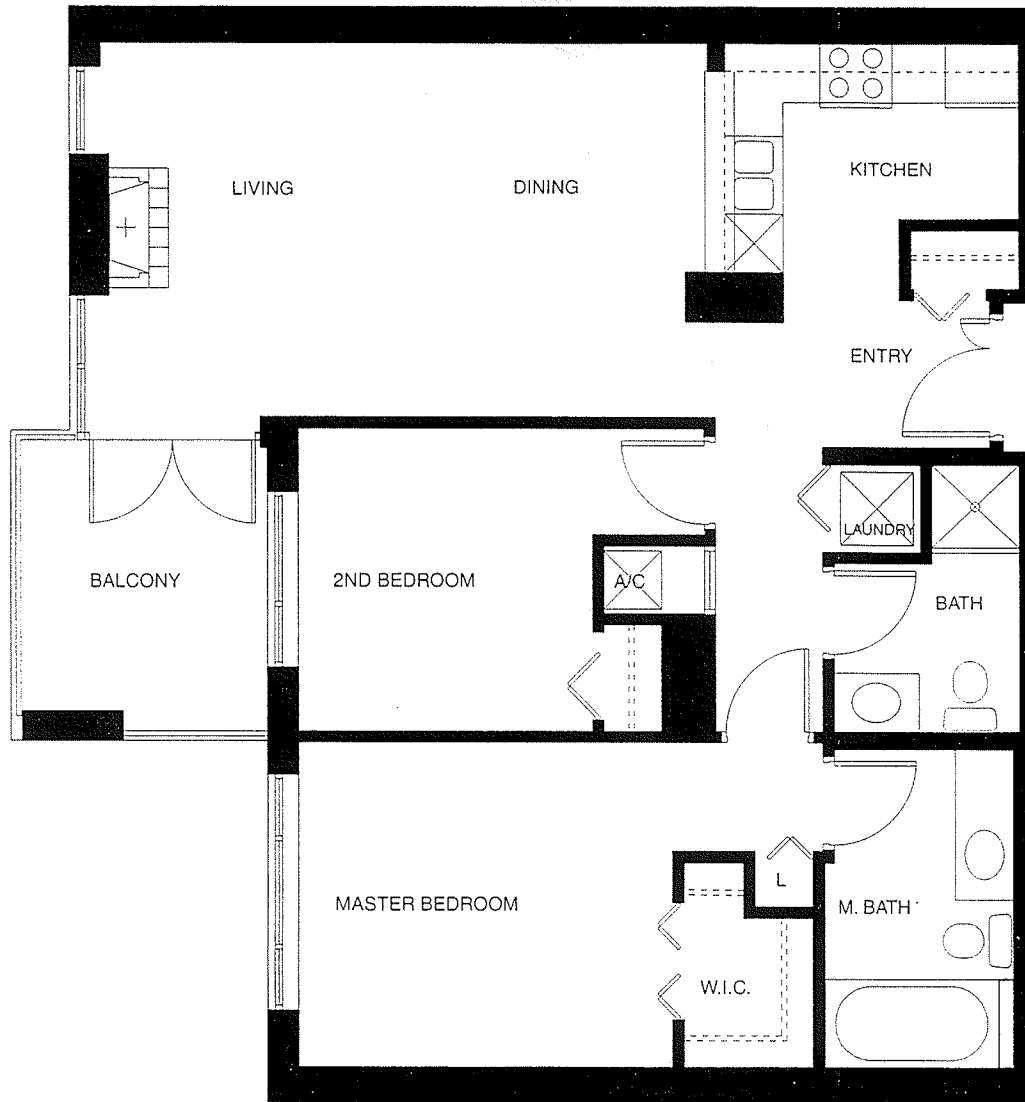 KITCHEN
LIVING
DINING
ENTRY
LAUNDRY
BALCONY
2ND BEDROOM
A/C
BATH
L
MASTER BEDROOM
M. BATH
W.I.C.